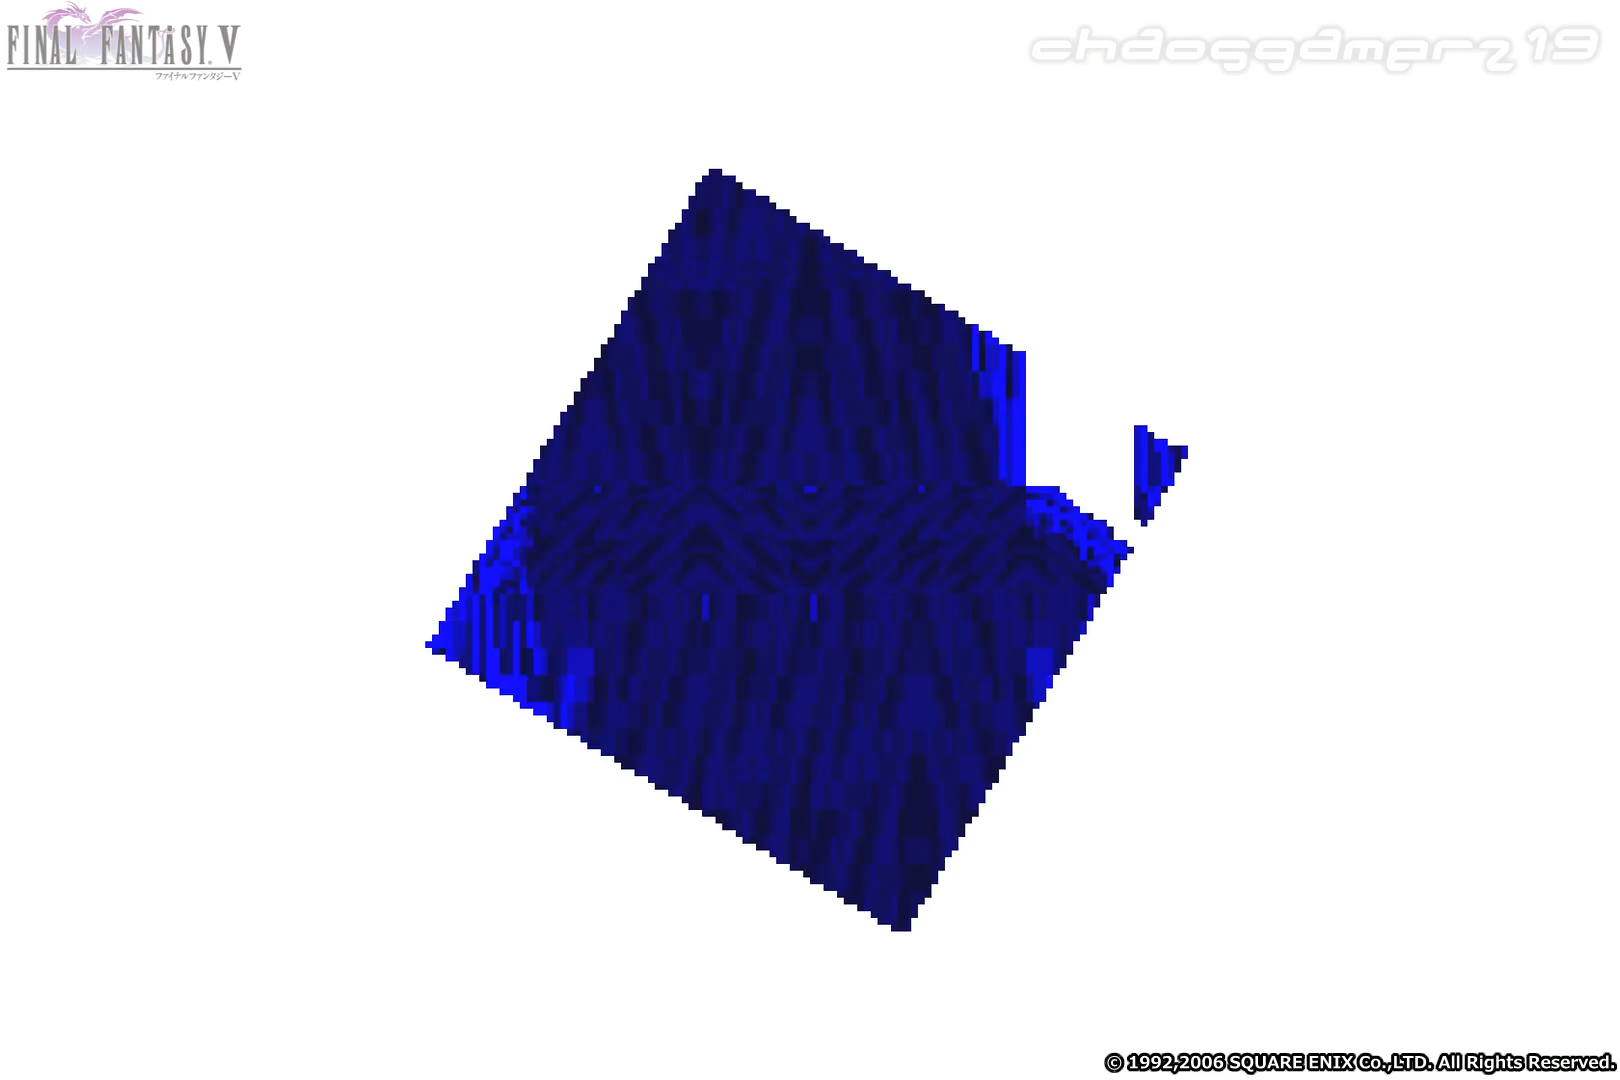 FINAL FANTASY. V
ファイナルファンタジーV
chaosgamerz19
© 1992,2006 SQUARE ENIX Co.,LTD. All Rights Reserved.